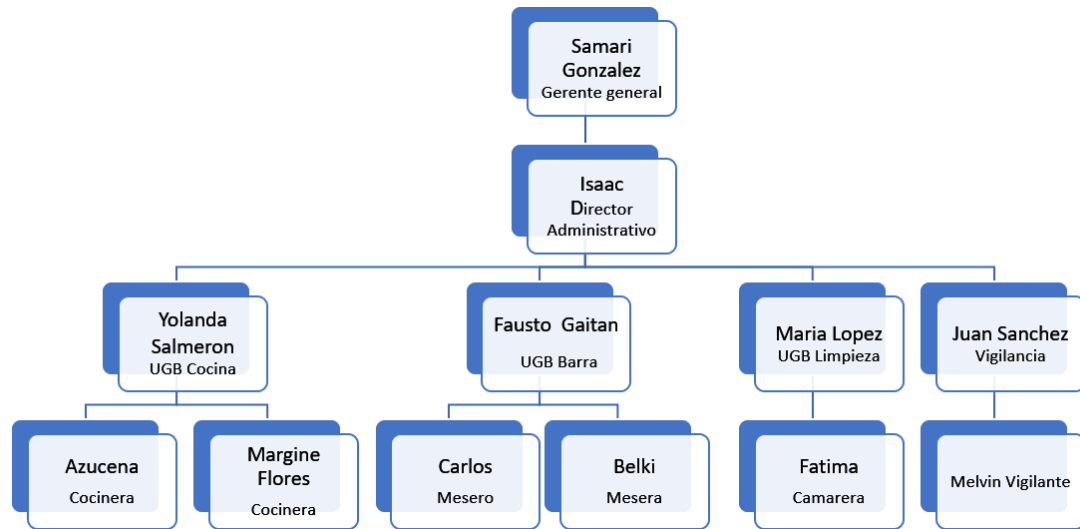 Samari
Gonzalez
Gerente general
Isaac
Director
Administrativo
Yolanda
Salmeron
UGB Cocina
Fausto Gaitan
UGB Barra
Maria Lopez
UGB Limpieza
Juan Sanchez
Vigilancia
Azucena
Cocinera
Margine
Flores
Cocinera
Carlos
Mesero
Belki
Mesera
Fatima
Camarera
Melvin Vigilante